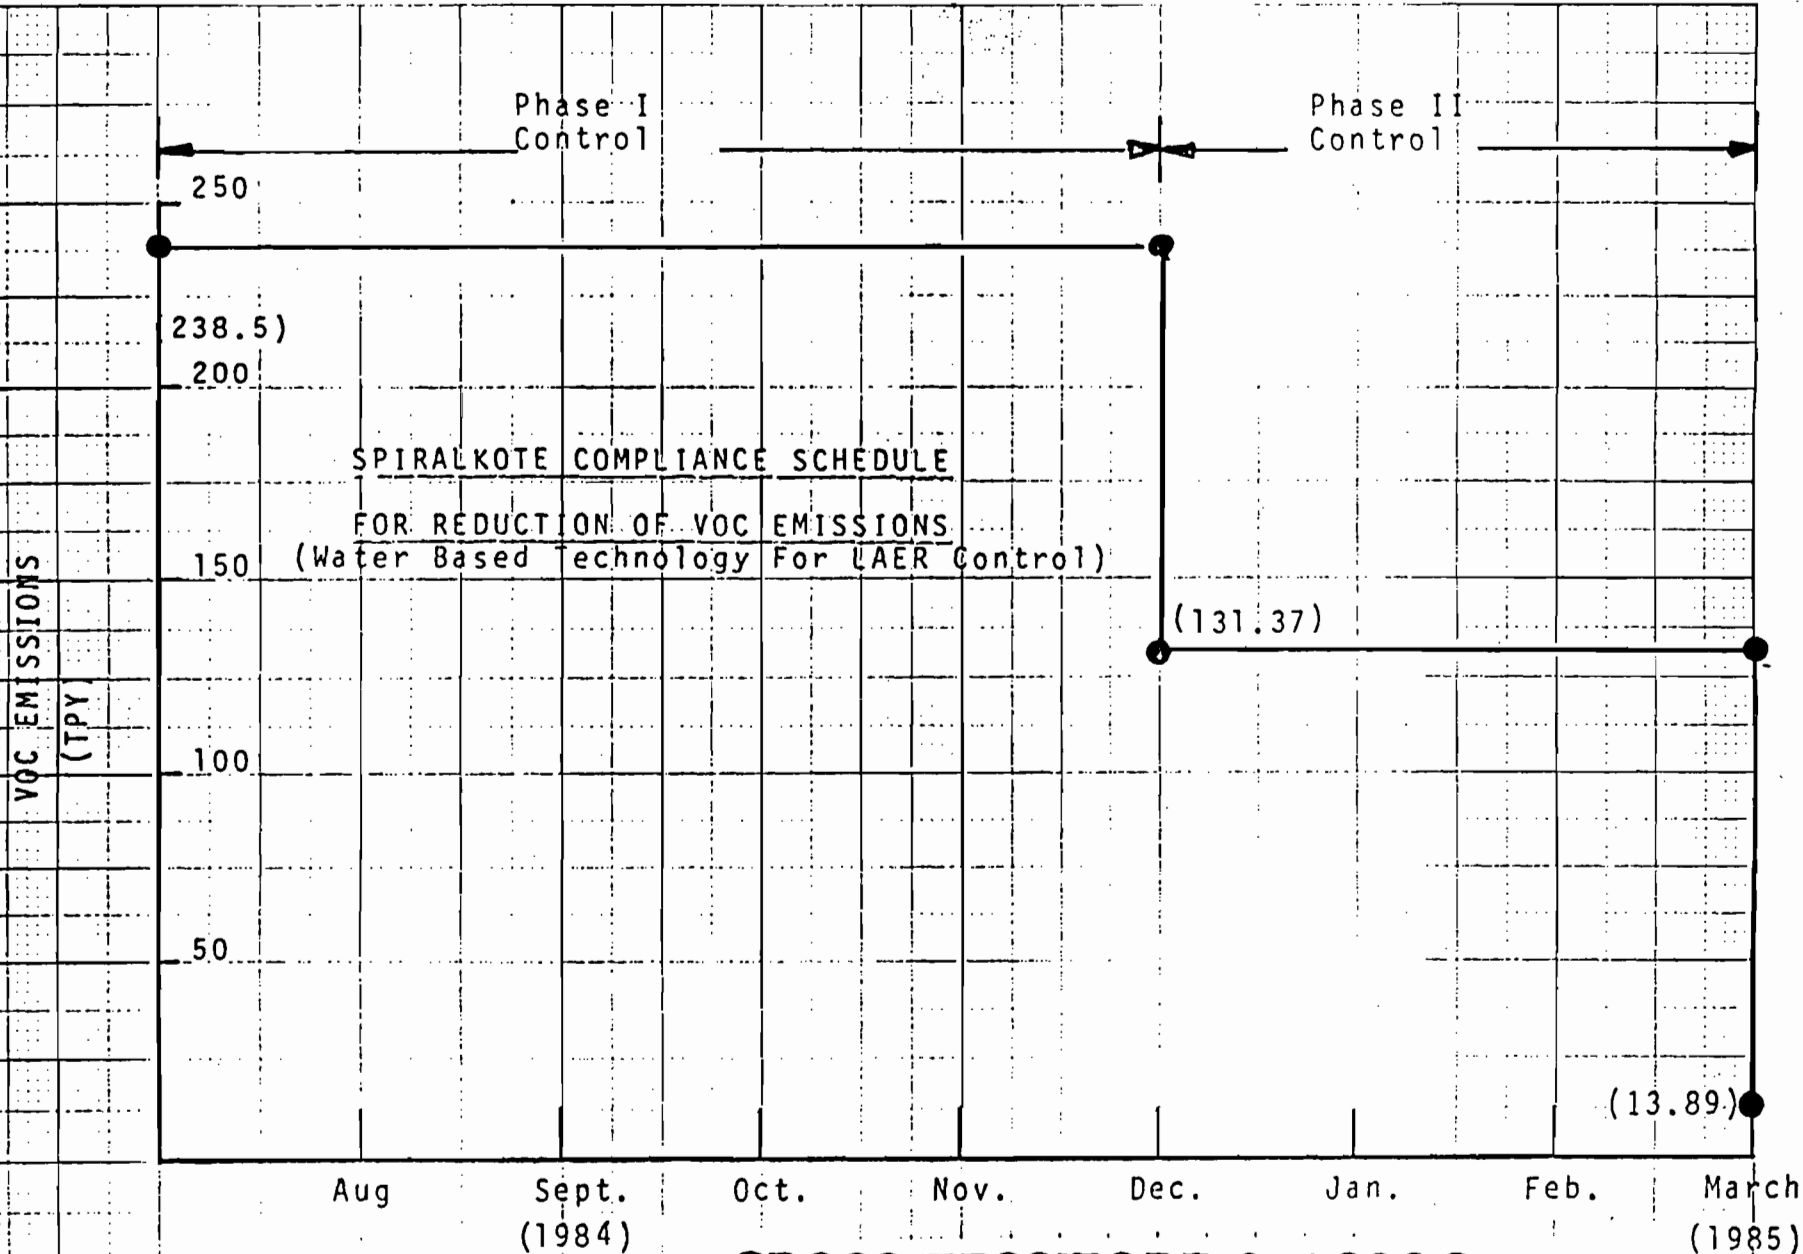 Phase I
Control
Phase II
Control
250
238.5)
200
SPIRALKOTE COMPLIANCE SCHEDULE
FOR REDUCTION OF VOC EMISSIONS
(Water Based Technology For LAER Control)
150
(131.37)
VOC EMISSIONS
(TPY)
100
50
(13.89)
Aug Sept. Oct. Nov. Dec. Jan. Feb. March
(1984) (1985)